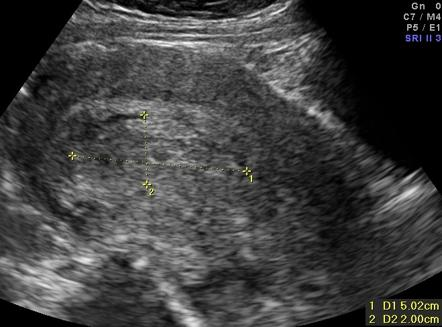 Gn 0
C7 / M4
P5 / E1
SRI II 3
1
2
1 D1 5.02cm
2 D2 2.00cm